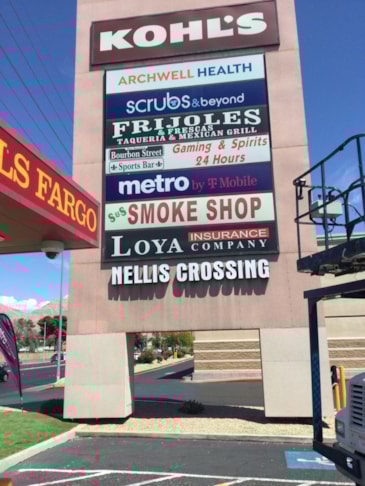 KOHL'S
ARCHWELL HEALTH
scrubs & beyond
FRIJOLES
& FRESCAS
TAQUERIA & MEXICAN GRILL
Bourbon Street
Sports Bar
Gaming & Spirits
24 Hours
metro by T Mobile
S&S SMOKE SHOP
LOYA INSURANCE COMPANY
NELLIS CROSSING
LS FARGO